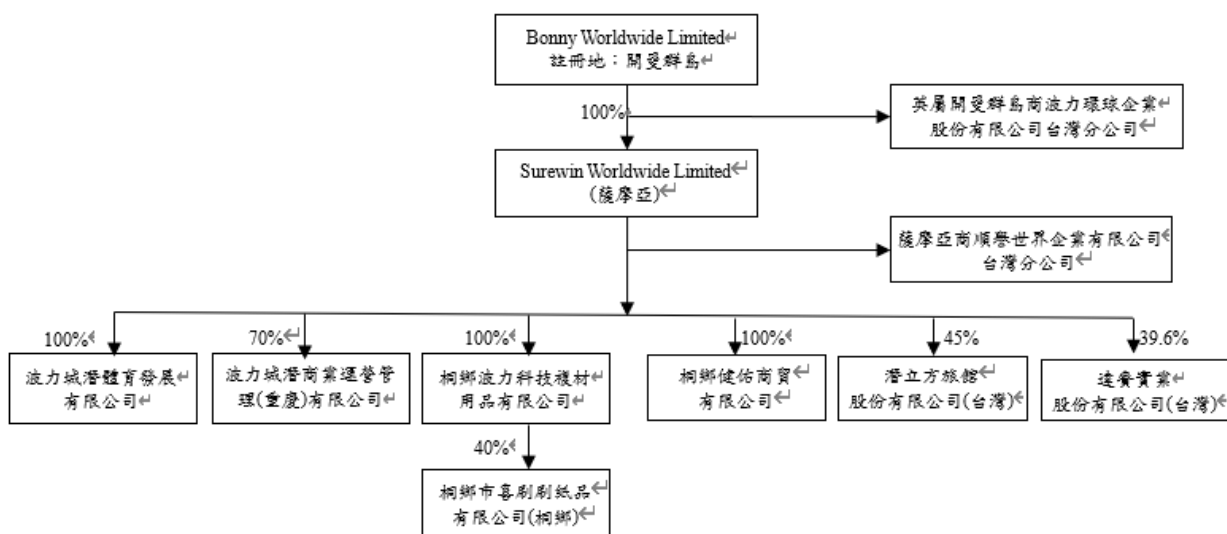 Bonny Worldwide Limited↵
註冊地：開曼群島↵
100%
英屬開曼群島商波力環球企業↵
股份有限公司台灣分公司↵
Surewin Worldwide Limited↵
(薩摩亞)↵
薩摩亞商順譽世界企業有限公司↵
台灣分公司↵
100%↵
70%↵
100%↵
100%↵
45%
39.6%
波力城潛體育發展↵
有限公司↵
波力城潛商業運營管↵
理(重慶)有限公司↵
桐鄉波力科技複材↵
用品有限公司↵
桐鄉健佑商貿↵
有限公司↵
潛立方旅館↵
股份有限公司(台灣)↵
達賚實業↵
股份有限公司(台灣)↵
40%↵
桐鄉市喜刷刷紙品↵
有限公司(桐鄉)↵